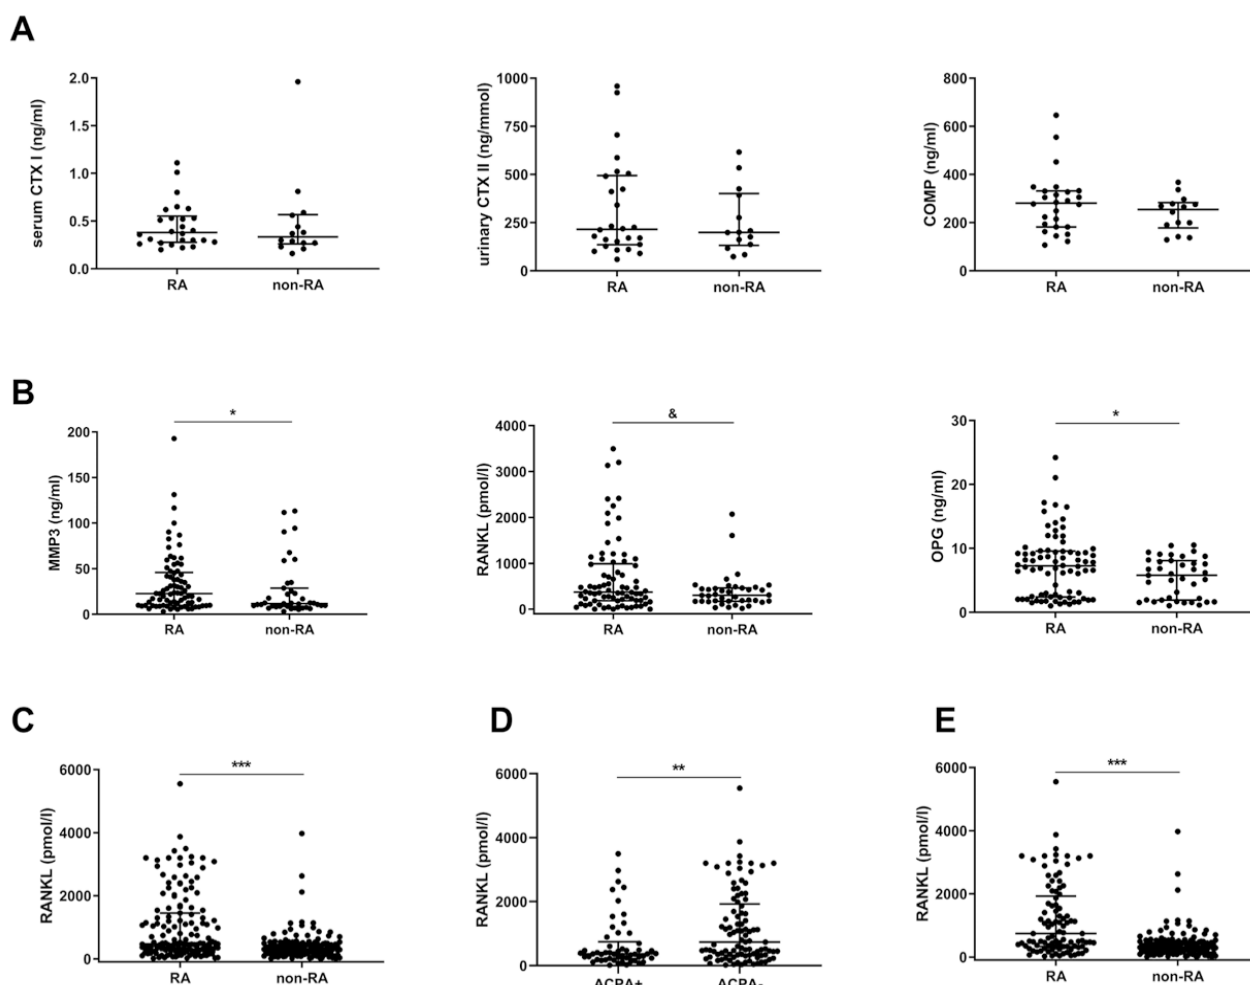 A
serum CTX I (ng/ml)
2.0
1.5
1.0
0.5
0.0
RA
non-RA
urinary CTX II (ng/mmol)
1000
750
500
250
0
RA
non-RA
COMP (ng/ml)
800
600
400
200
0
RA
non-RA
B
MMP3 (ng/ml)
200
150
100
50
0
*
RA
non-RA
RANKL (pmol/l)
4000
3000
2000
1000
0
&
RA
non-RA
OPG (ng/ml)
30
20
10
0
*
RA
non-RA
C
RANKL (pmol/l)
6000
4000
2000
0
***
RA
non-RA
D
RANKL (pmol/l)
6000
4000
2000
0
**
ACPA+
ACPA-
E
RANKL (pmol/l)
6000
4000
2000
0
***
RA
non-RA